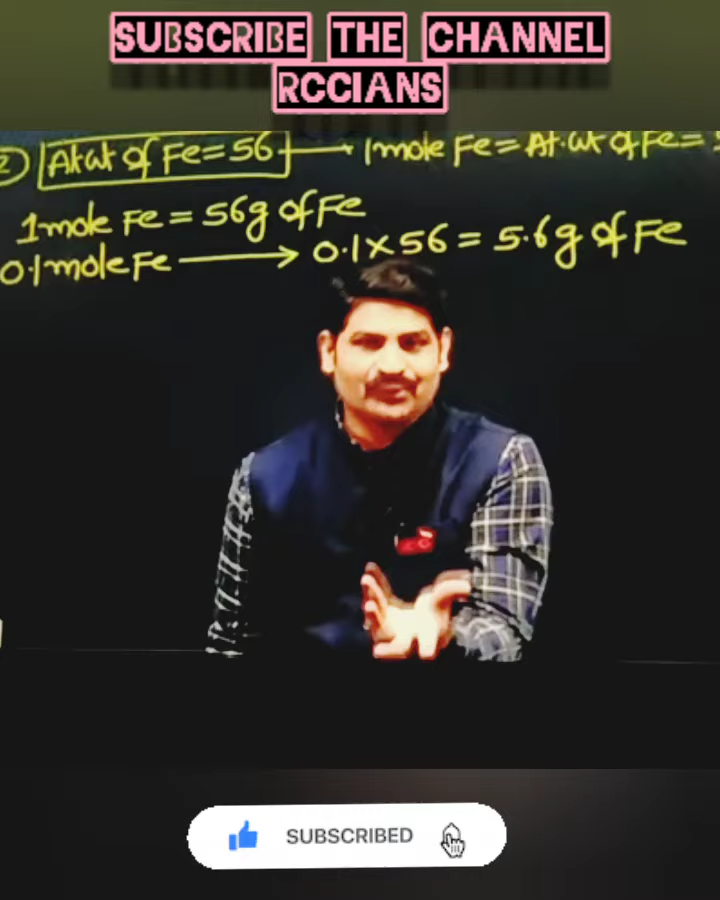 SUBSCRIBE THE CHANNEL
RCCIANS
2) At.wt of Fe=56 → 1mole Fe = At.wt of Fe =
1mole Fe = 56g of Fe
0.1mole Fe → 0.1×56 = 5.6g of Fe
SUBSCRIBED